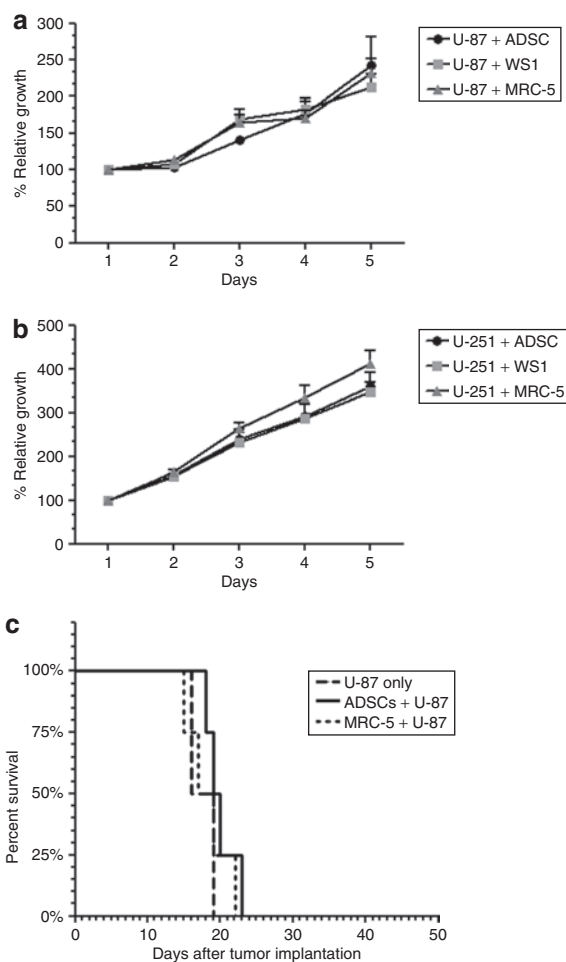 a
300
250
200
150
100
50
0
% Relative growth
1 2 3 4 5
Days
U-87 + ADSC
U-87 + WS1
U-87 + MRC-5
b
500
400
300
200
100
0
% Relative growth
1 2 3 4 5
Days
U-251 + ADSC
U-251 + WS1
U-251 + MRC-5
c
100%
75%
50%
25%
0%
Percent survival
0 10 20 30 40 50
Days after tumor implantation
U-87 only
ADSCs + U-87
MRC-5 + U-87